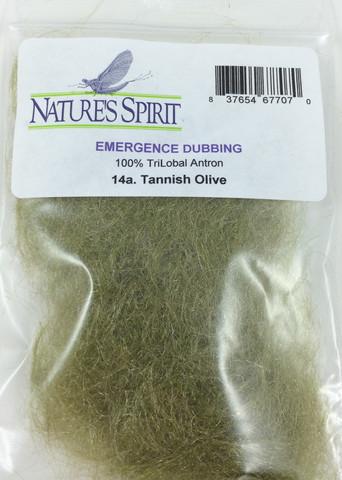 NATURE'S SPIRIT
8 37654 67707 0
EMERGENCE DUBBING
100% TriLobal Antron
14a. Tannish Olive